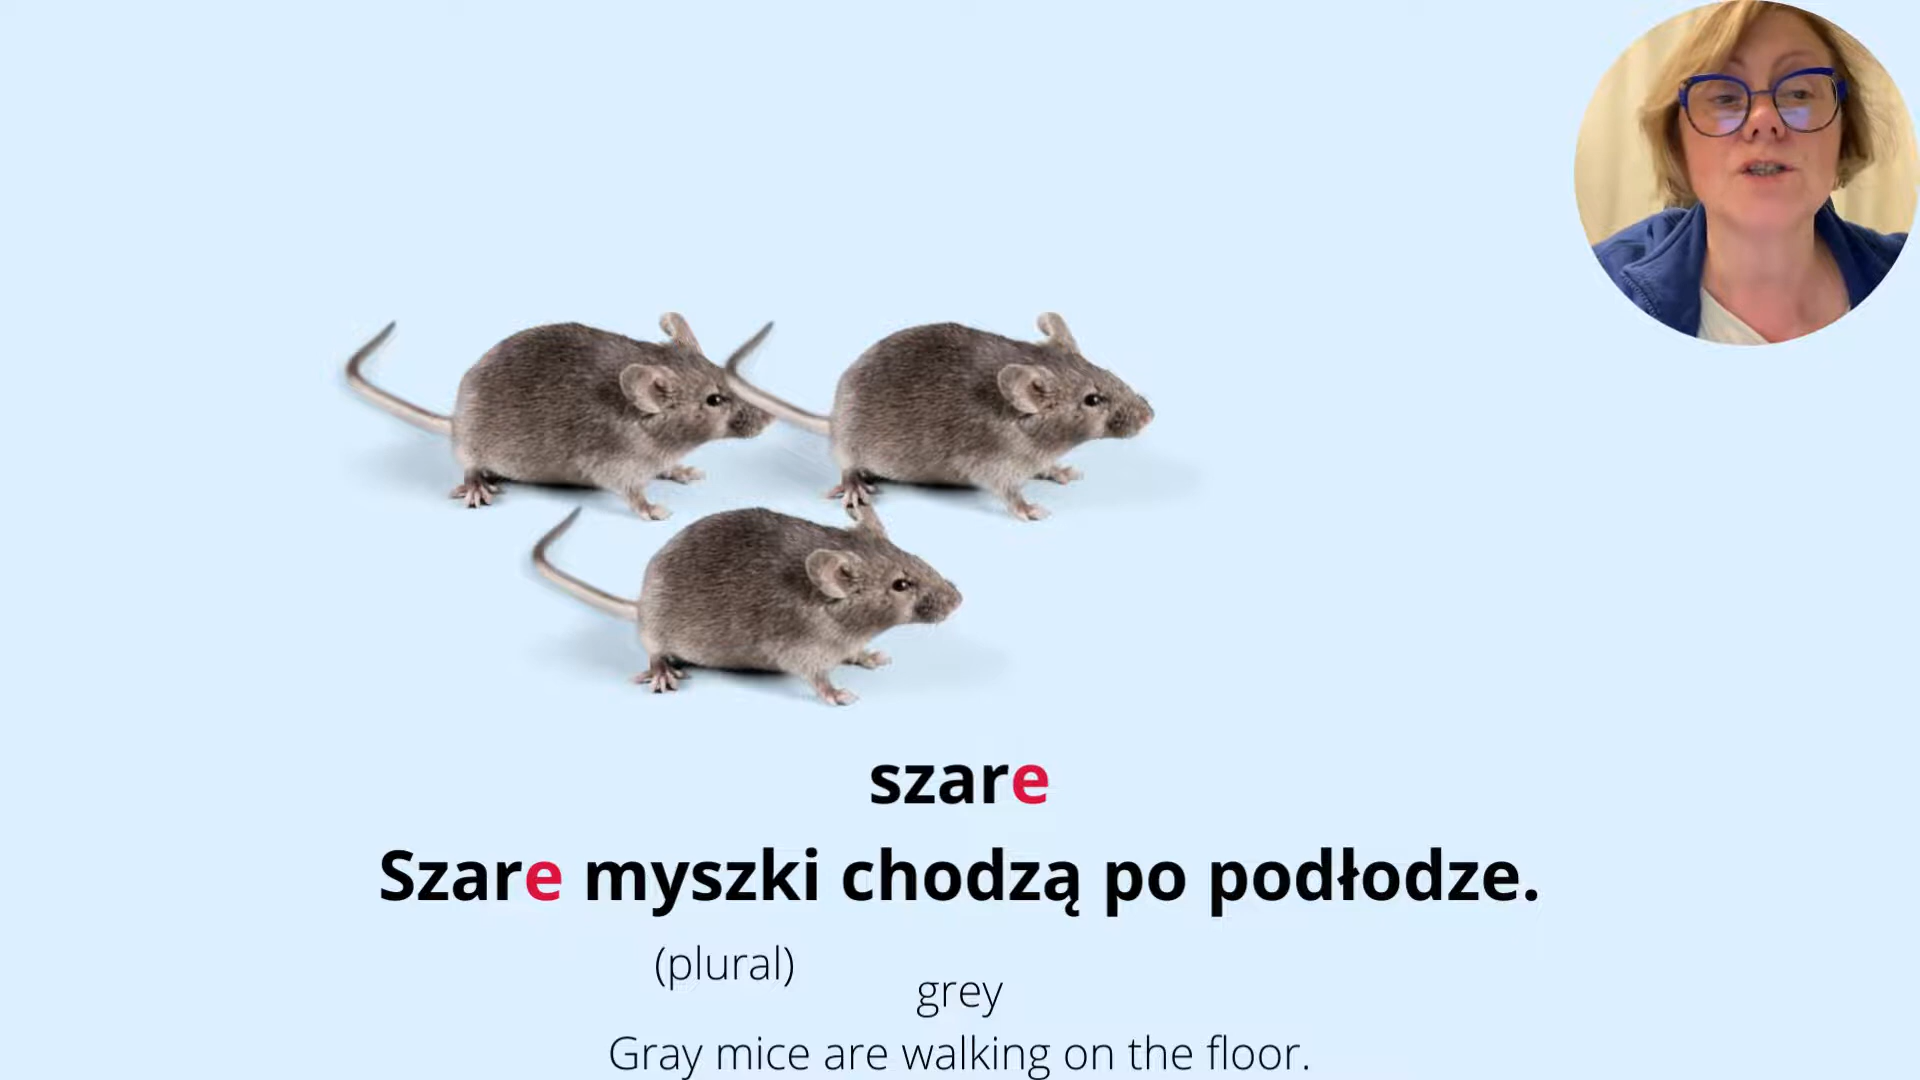 szare
Szare myszki chodzą po podłodze.
(plural)
grey
Gray mice are walking on the floor.